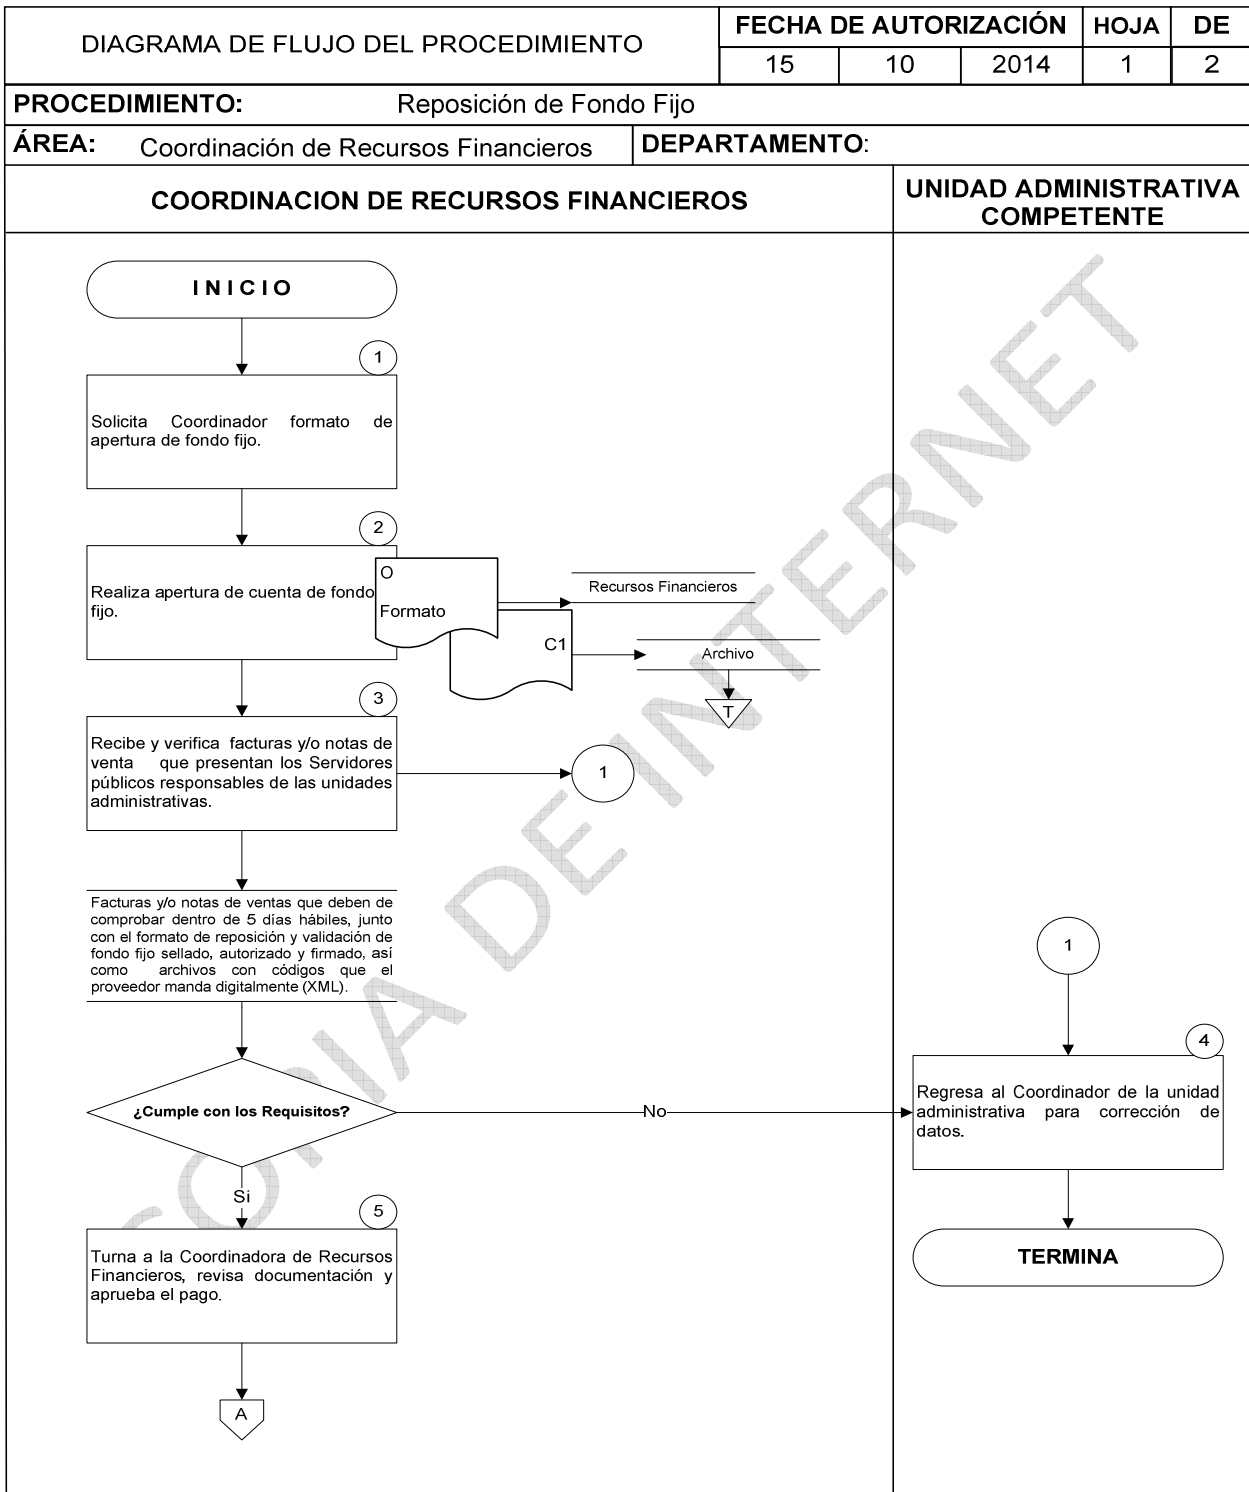 DIAGRAMA DE FLUJO DEL PROCEDIMIENTO
FECHA DE AUTORIZACIÓN HOJA DE
15 10 2014 1 2
PROCEDIMIENTO: Reposición de Fondo Fijo
ÁREA: Coordinación de Recursos Financieros DEPARTAMENTO:
COORDINACION DE RECURSOS FINANCIEROS
UNIDAD ADMINISTRATIVA
COMPETENTE
INICIO
1
Solicita Coordinador formato de
apertura de fondo fijo.
2
Realiza apertura de cuenta de fondo
fijo.
O
Formato
Recursos Financieros
C1
Archivo
T
3
Recibe y verifica facturas y/o notas de
venta que presentan los Servidores
públicos responsables de las unidades
administrativas.
1
Facturas y/o notas de ventas que deben de
comprobar dentro de 5 días hábiles, junto
con el formato de reposición y validación de
fondo fijo sellado, autorizado y firmado, así
como archivos con códigos que el
proveedor manda digitalmente (XML).
1
¿Cumple con los Requisitos?
No
4
Regresa al Coordinador de la unidad
administrativa para corrección de
datos.
Si
5
Turna a la Coordinadora de Recursos
Financieros, revisa documentación y
aprueba el pago.
TERMINA
A
DE INTERNET